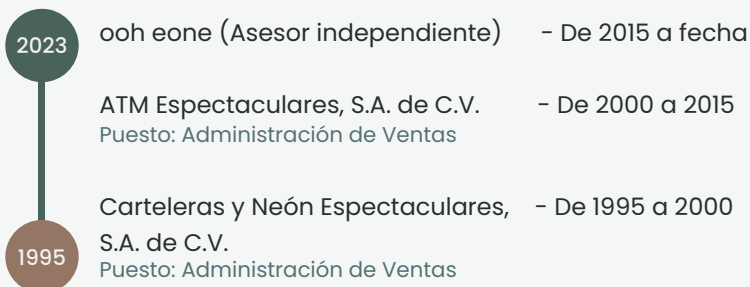 2023
ooh eone (Asesor independiente) - De 2015 a fecha
ATM Espectaculares, S.A. de C.V. - De 2000 a 2015
Puesto: Administración de Ventas
Carteleras y Neón Espectaculares, - De 1995 a 2000
S.A. de C.V.
1995
Puesto: Administración de Ventas